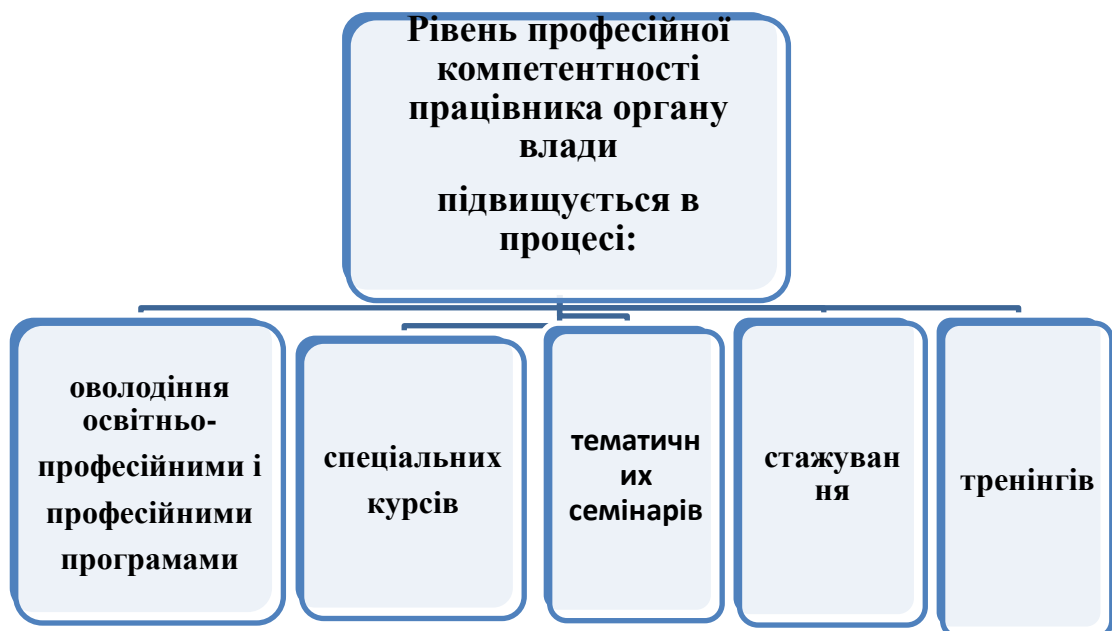 Рівень професійної
компетентності
працівника органу
влади
підвищується в
процесі:
оволодіння
освітньо-
професійними і
професійними
програмами
спеціальних
курсів
тематичн
их
семінарів
стажуван
ня
тренінгів